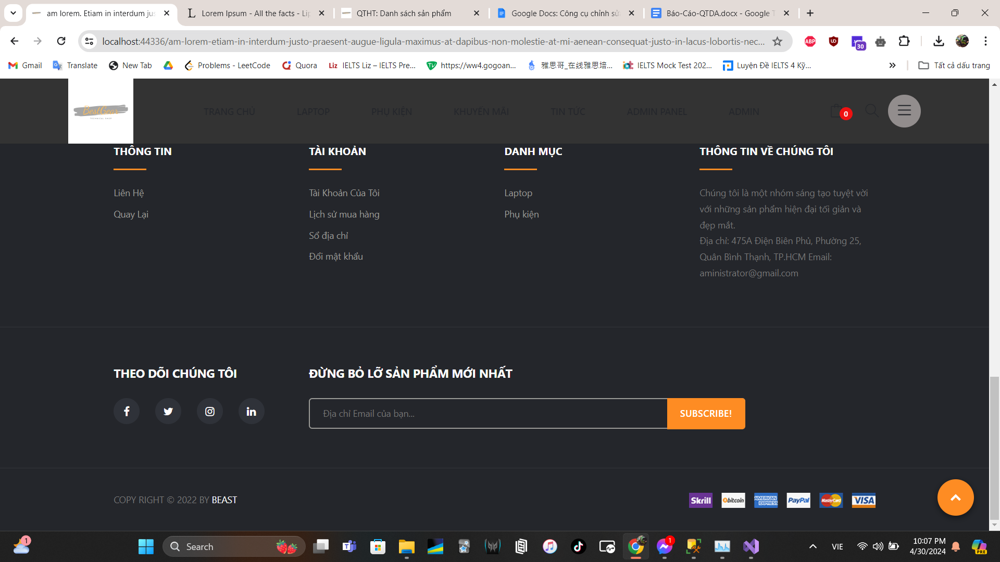 am lorem. Etiam in interdum jus
Lorem Ipsum - All the facts - Lip
QTHT: Danh sách sản phẩm
Google Docs: Công cụ chỉnh sửa
Báo-Cáo-QTDA.docx - Google T
localhost:44336/am-lorem-etiam-in-interdum-justo-praesent-augue-ligula-maximus-at-dapibus-non-molestie-at-mi-aenean-consequat-justo-in-lacus-lobortis-nec...
ABP
30
Gmail
Translate
New Tab
Problems - LeetCode
Quora
Liz IELTS Liz – IELTS Pre...
https://ww4.gogoan...
雅思哥_在线雅思培...
IELTS Mock Test 202...
Luyện Đề IELTS 4 Kỹ...
Tất cả dấu trang
BestGear
TECHNICAL SHOP
TRANG CHỦ
LAPTOP
PHỤ KIỆN
KHUYẾN MÃI
TIN TỨC
ADMIN PANEL
ADMIN
0
THÔNG TIN
Liên Hệ
Quay Lại
TÀI KHOẢN
Tài Khoản Của Tôi
Lịch sử mua hàng
Sổ địa chỉ
Đổi mật khẩu
DANH MỤC
Laptop
Phụ kiện
THÔNG TIN VỀ CHÚNG TÔI
Chúng tôi là một nhóm sáng tạo tuyệt vời
với những sản phẩm hiện đại tối giản và
đẹp mắt.
Địa chỉ: 475A Điện Biên Phủ, Phường 25,
Quân Bình Thạnh, TP.HCM Email:
aministrator@gmail.com
THEO DÕI CHÚNG TÔI
ĐỪNG BỎ LỠ SẢN PHẨM MỚI NHẤT
Địa chỉ Email của bạn...
SUBSCRIBE!
COPY RIGHT © 2022 BY BEAST
Skrill
bitcoin
AMERICAN EXPRESS
PayPal
MasterCard
VISA
1
Search
1
VIE
10:07 PM
4/30/2024
PRE